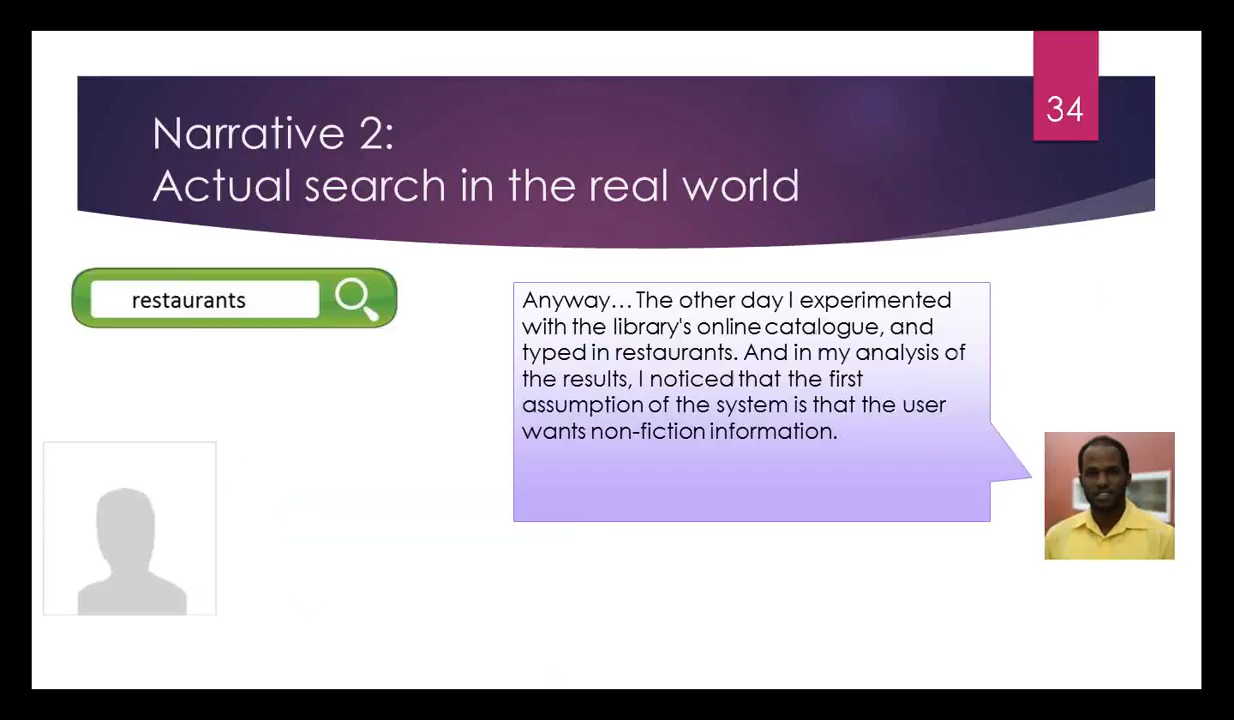 34
Narrative 2:
Actual search in the real world
restaurants
Anyway… The other day I experimented
with the library's online catalogue, and
typed in restaurants. And in my analysis of
the results, I noticed that the first
assumption of the system is that the user
wants non-fiction information.